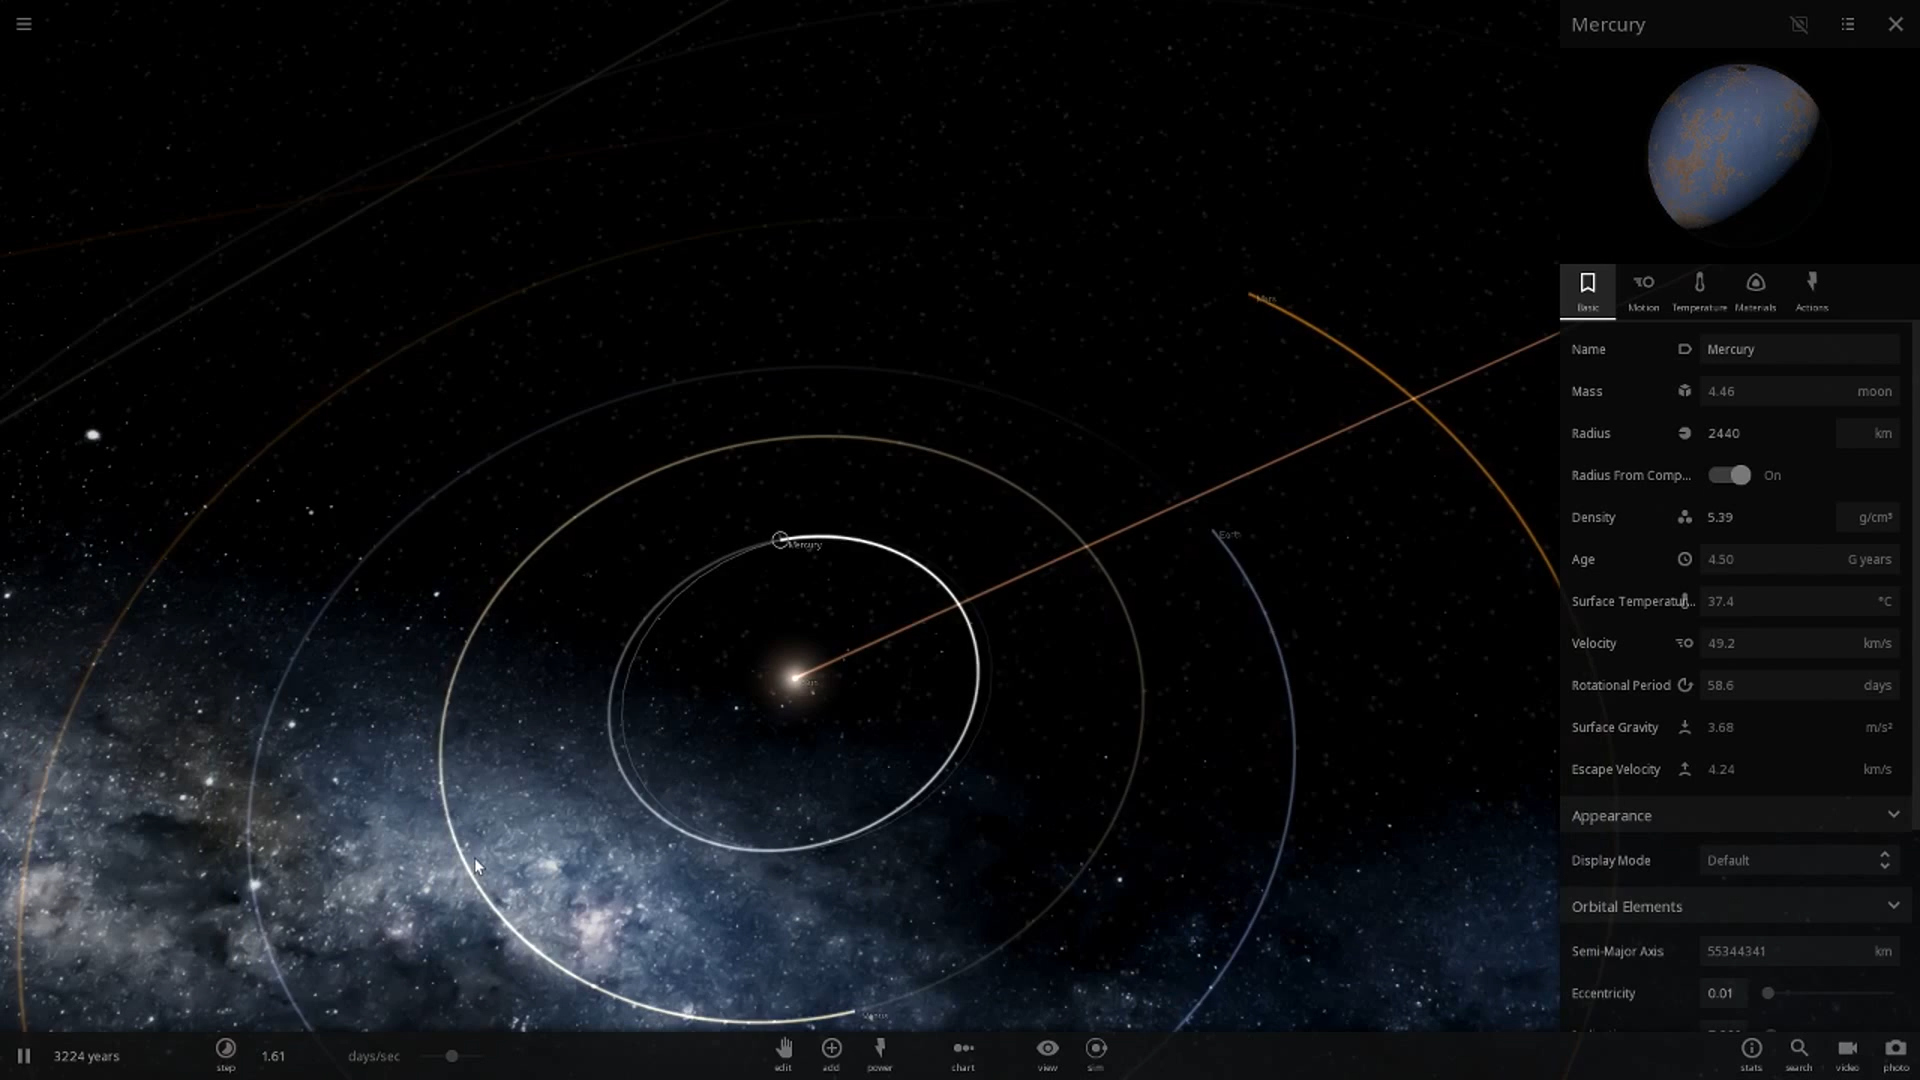 Mercury
Basic
Motion
Temperature
Materials
Actions
Name
Mercury
Mass
4.46
moon
Radius
2440
km
Radius From Comp...
On
Density
5.39
g/cm³
Age
4.50
G years
Surface Temperatur...
37.4
°C
Velocity
49.2
km/s
Rotational Period
58.6
days
Surface Gravity
3.68
m/s²
Escape Velocity
4.24
km/s
Appearance
Display Mode
Default
Orbital Elements
Semi-Major Axis
55344341
km
Eccentricity
0.01
Mars
Earth
Mercury
Sun
Venus
3224 years
step
1.61
days/sec
edit
add
power
chart
view
sim
stats
search
video
photo